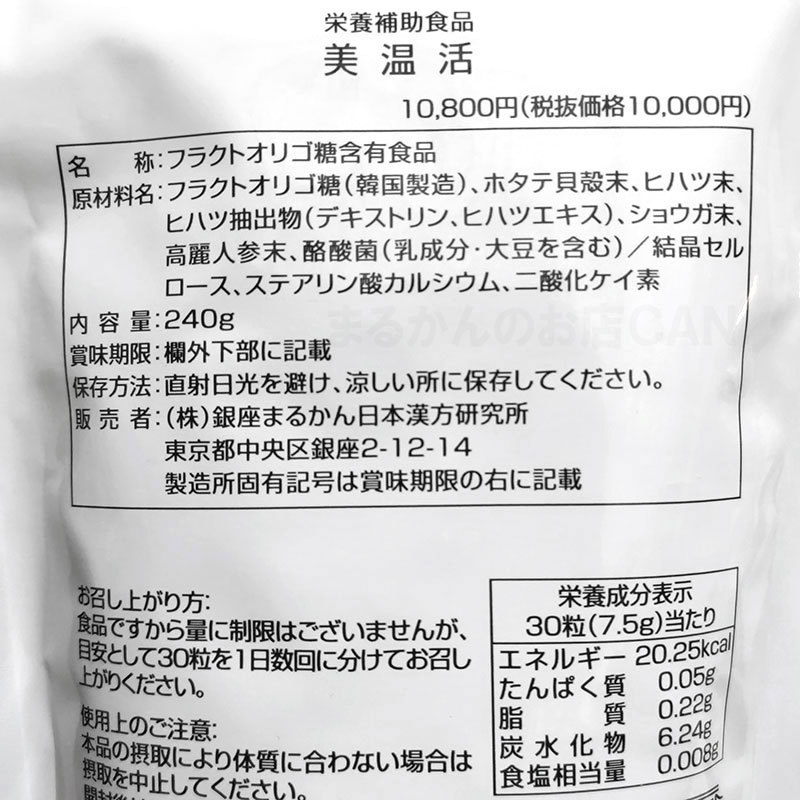 栄養補助食品
美温活
10,800円(税抜価格10,000円)
名称:フラクトオリゴ糖含有食品
原材料名:フラクトオリゴ糖(韓国製造)、ホタテ貝殻末、ヒハツ末、
ヒハツ抽出物(デキストリン、ヒハツエキス)、ショウガ末、
高麗人参末、酪酸菌(乳成分・大豆を含む)/結晶セル
ロース、ステアリン酸カルシウム、二酸化ケイ素
内容量:240g
まるかんのお店CAN
賞味期限:欄外下部に記載
保存方法:直射日光を避け、涼しい所に保存してください。
販売者:(株)銀座まるかん日本漢方研究所
東京都中央区銀座2-12-14
製造所固有記号は賞味期限の右に記載
お召し上がり方:
食品ですから量に制限はございませんが、
目安として30粒を1日数回に分けてお召し
上がりください。
使用上のご注意:
本品の摂取により体質に合わない場合は
摂取を中止してください。
栄養成分表示
30粒(7.5g)当たり
エネルギー 20.25kcal
たんぱく質 0.05g
脂質 0.22g
炭水化物 6.24g
食塩相当量 0.008g